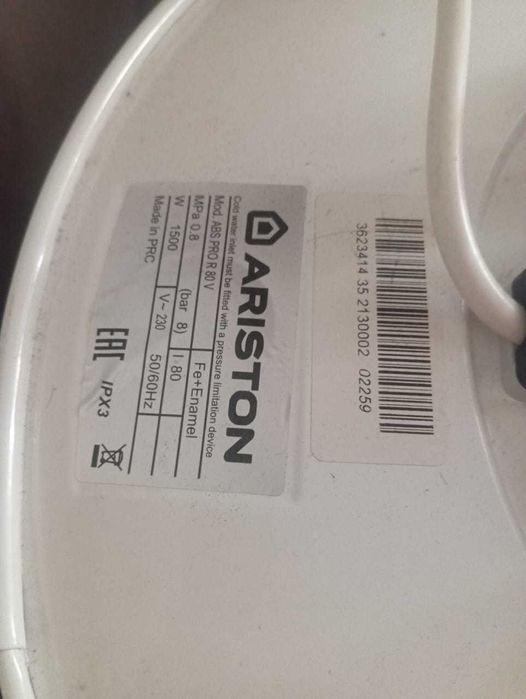 ARISTON
Cold water inlet must be fitted with a pressure limitation device
Mod. ABS PRO R 80 V Fe+Enamel
MPa 0.8 (bar 8) l 80
W 1500 V~ 230 50/60Hz
Made in PRC
EAC IPX3
3623414 35 2130002 02259